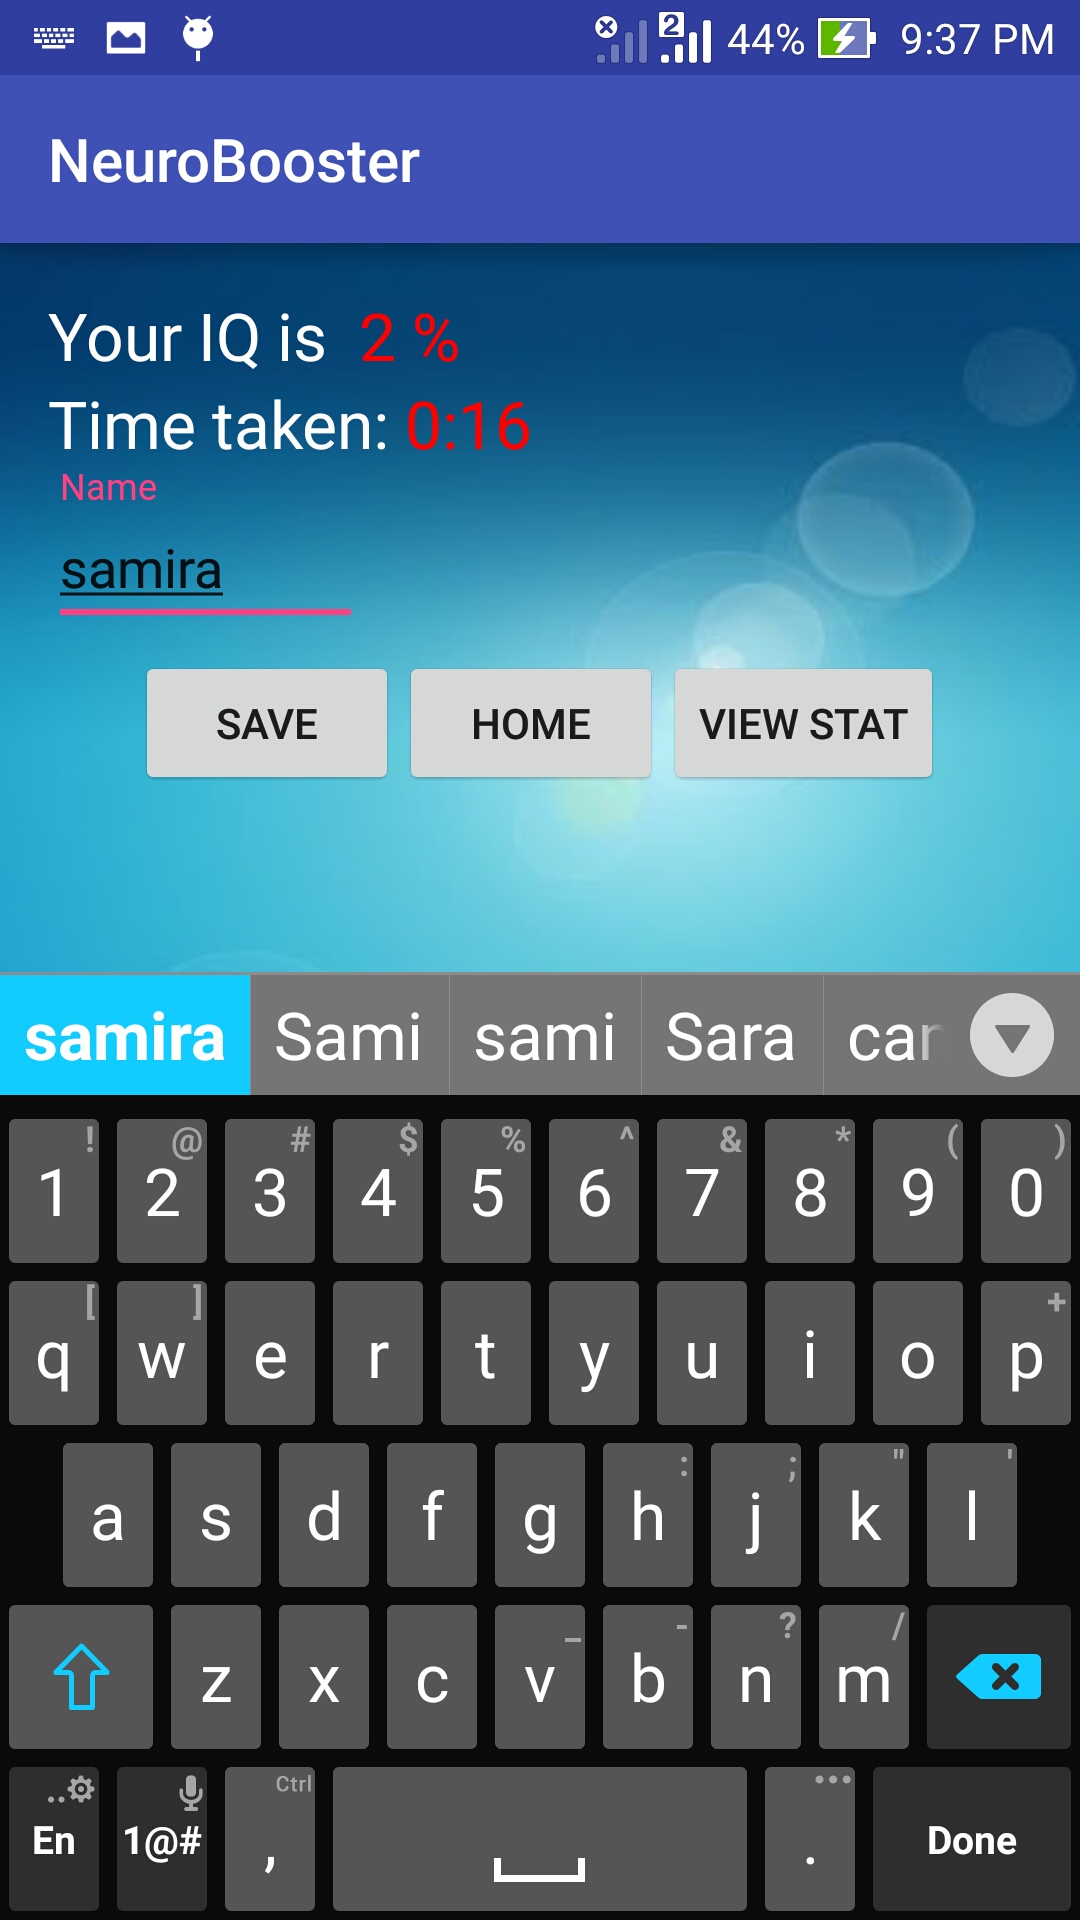 2 44% 9:37 PM
NeuroBooster
Your IQ is 2 %
Time taken: 0:16
Name
samira
SAVE HOME VIEW STAT
samira Sami sami Sara
! @ # $ % ^ & * ( )
1 2 3 4 5 6 7 8 9 0
[ ] +
q w e r t y u i o p
: ; " '
a s d f g h j k l
_ - ? /
z x c v b n m
Ctrl
En 1@# , . Done